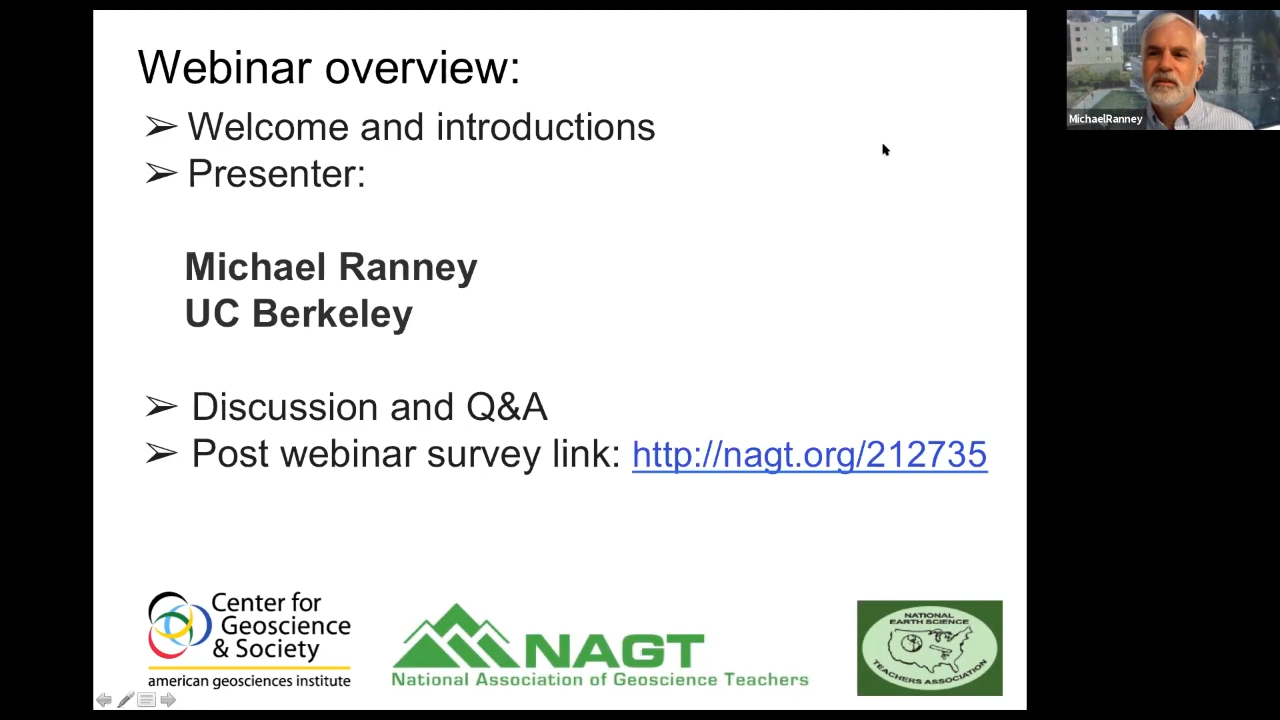 Webinar overview:
➢ Welcome and introductions
➢ Presenter:
Michael Ranney
UC Berkeley
➢ Discussion and Q&A
➢ Post webinar survey link: http://nagt.org/212735
Center for
Geoscience
& Society
american geosciences institute
NAGT
National Association of Geoscience Teachers
NATIONAL
EARTH SCIENCE
TEACHERS ASSOCIATION
MichaelRanney